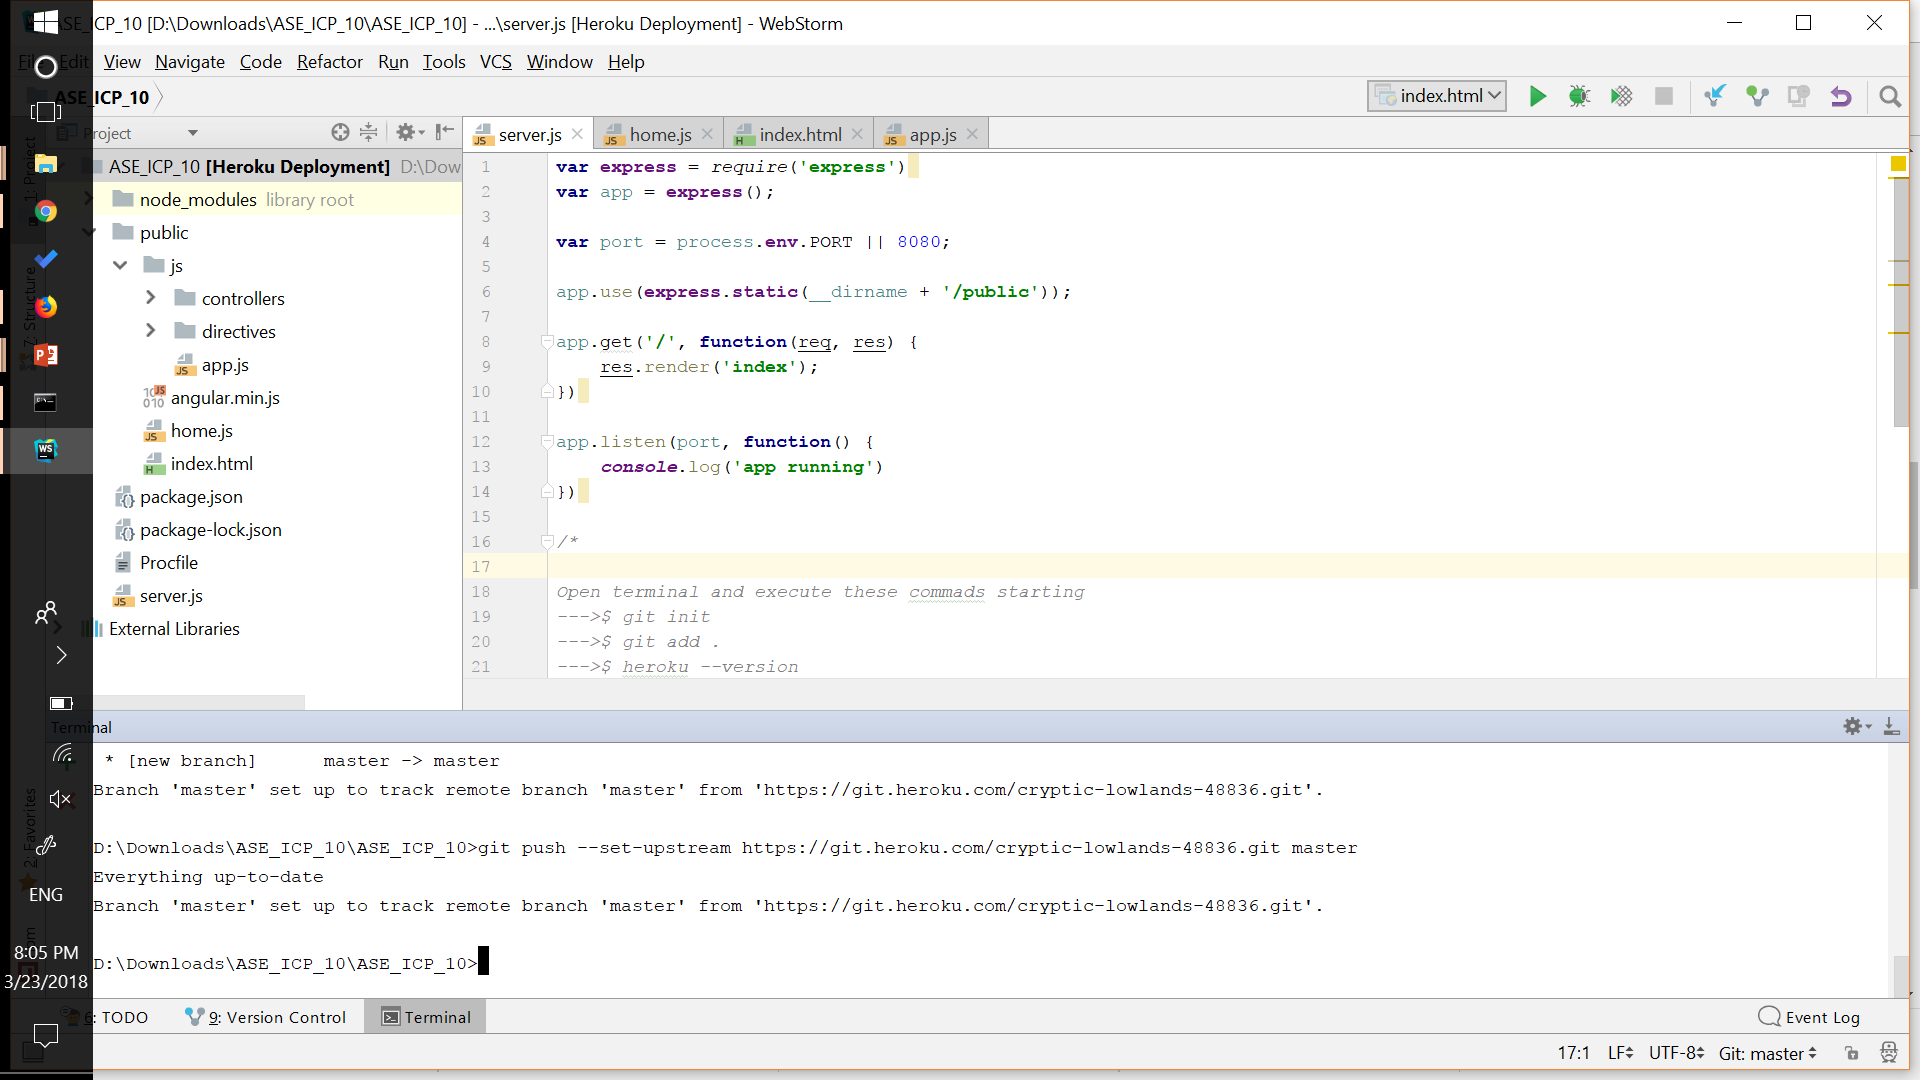 ASE_ICP_10 [D:\Downloads\ASE_ICP_10\ASE_ICP_10] - ...\server.js [Heroku Deployment] - WebStorm
File Edit View Navigate Code Refactor Run Tools VCS Window Help
ASE_ICP_10
index.html
Project
server.js
home.js
index.html
app.js
1: Project
7: Structure
2: Favorites
ASE_ICP_10 [Heroku Deployment] D:\Dow
node_modules library root
public
js
controllers
directives
app.js
angular.min.js
home.js
index.html
package.json
package-lock.json
Procfile
server.js
External Libraries
1 var express = require('express')
2 var app = express();
3
4 var port = process.env.PORT || 8080;
5
6 app.use(express.static(__dirname + '/public'));
7
8 app.get('/', function(req, res) {
9 res.render('index');
10 })
11
12 app.listen(port, function() {
13 console.log('app running')
14 })
15
16 /*
17
18 Open terminal and execute these commads starting
19 --->$ git init
20 --->$ git add .
21 --->$ heroku --version
Terminal
* [new branch] master -> master
Branch 'master' set up to track remote branch 'master' from 'https://git.heroku.com/cryptic-lowlands-48836.git'.
D:\Downloads\ASE_ICP_10\ASE_ICP_10>git push --set-upstream https://git.heroku.com/cryptic-lowlands-48836.git master
Everything up-to-date
Branch 'master' set up to track remote branch 'master' from 'https://git.heroku.com/cryptic-lowlands-48836.git'.
D:\Downloads\ASE_ICP_10\ASE_ICP_10>
ENG
8:05 PM
3/23/2018
6: TODO
9: Version Control
Terminal
Event Log
17:1 LF UTF-8 Git: master